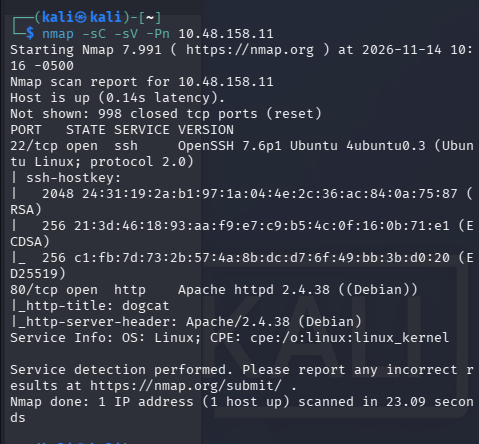 ┌──(kali㉿kali)-[~]
└─$ nmap -sC -sV -Pn 10.48.158.11
Starting Nmap 7.991 ( https://nmap.org ) at 2026-11-14 10:
16 -0500
Nmap scan report for 10.48.158.11
Host is up (0.14s latency).
Not shown: 998 closed tcp ports (reset)
PORT   STATE SERVICE VERSION
22/tcp open  ssh     OpenSSH 7.6p1 Ubuntu 4ubuntu0.3 (Ubun
tu Linux; protocol 2.0)
| ssh-hostkey:
|   2048 24:31:19:2a:b1:97:1a:04:4e:2c:36:ac:84:0a:75:87 (
RSA)
|   256 21:3d:46:18:93:aa:f9:e7:c9:b5:4c:0f:16:0b:71:e1 (E
CDSA)
|_  256 c1:fb:7d:73:2b:57:4a:8b:dc:d7:6f:49:bb:3b:d0:20 (E
D25519)
80/tcp open  http    Apache httpd 2.4.38 ((Debian))
|_http-title: dogcat
|_http-server-header: Apache/2.4.38 (Debian)
Service Info: OS: Linux; CPE: cpe:/o:linux:linux_kernel

Service detection performed. Please report any incorrect r
esults at https://nmap.org/submit/ .
Nmap done: 1 IP address (1 host up) scanned in 23.09 secon
ds
KALI